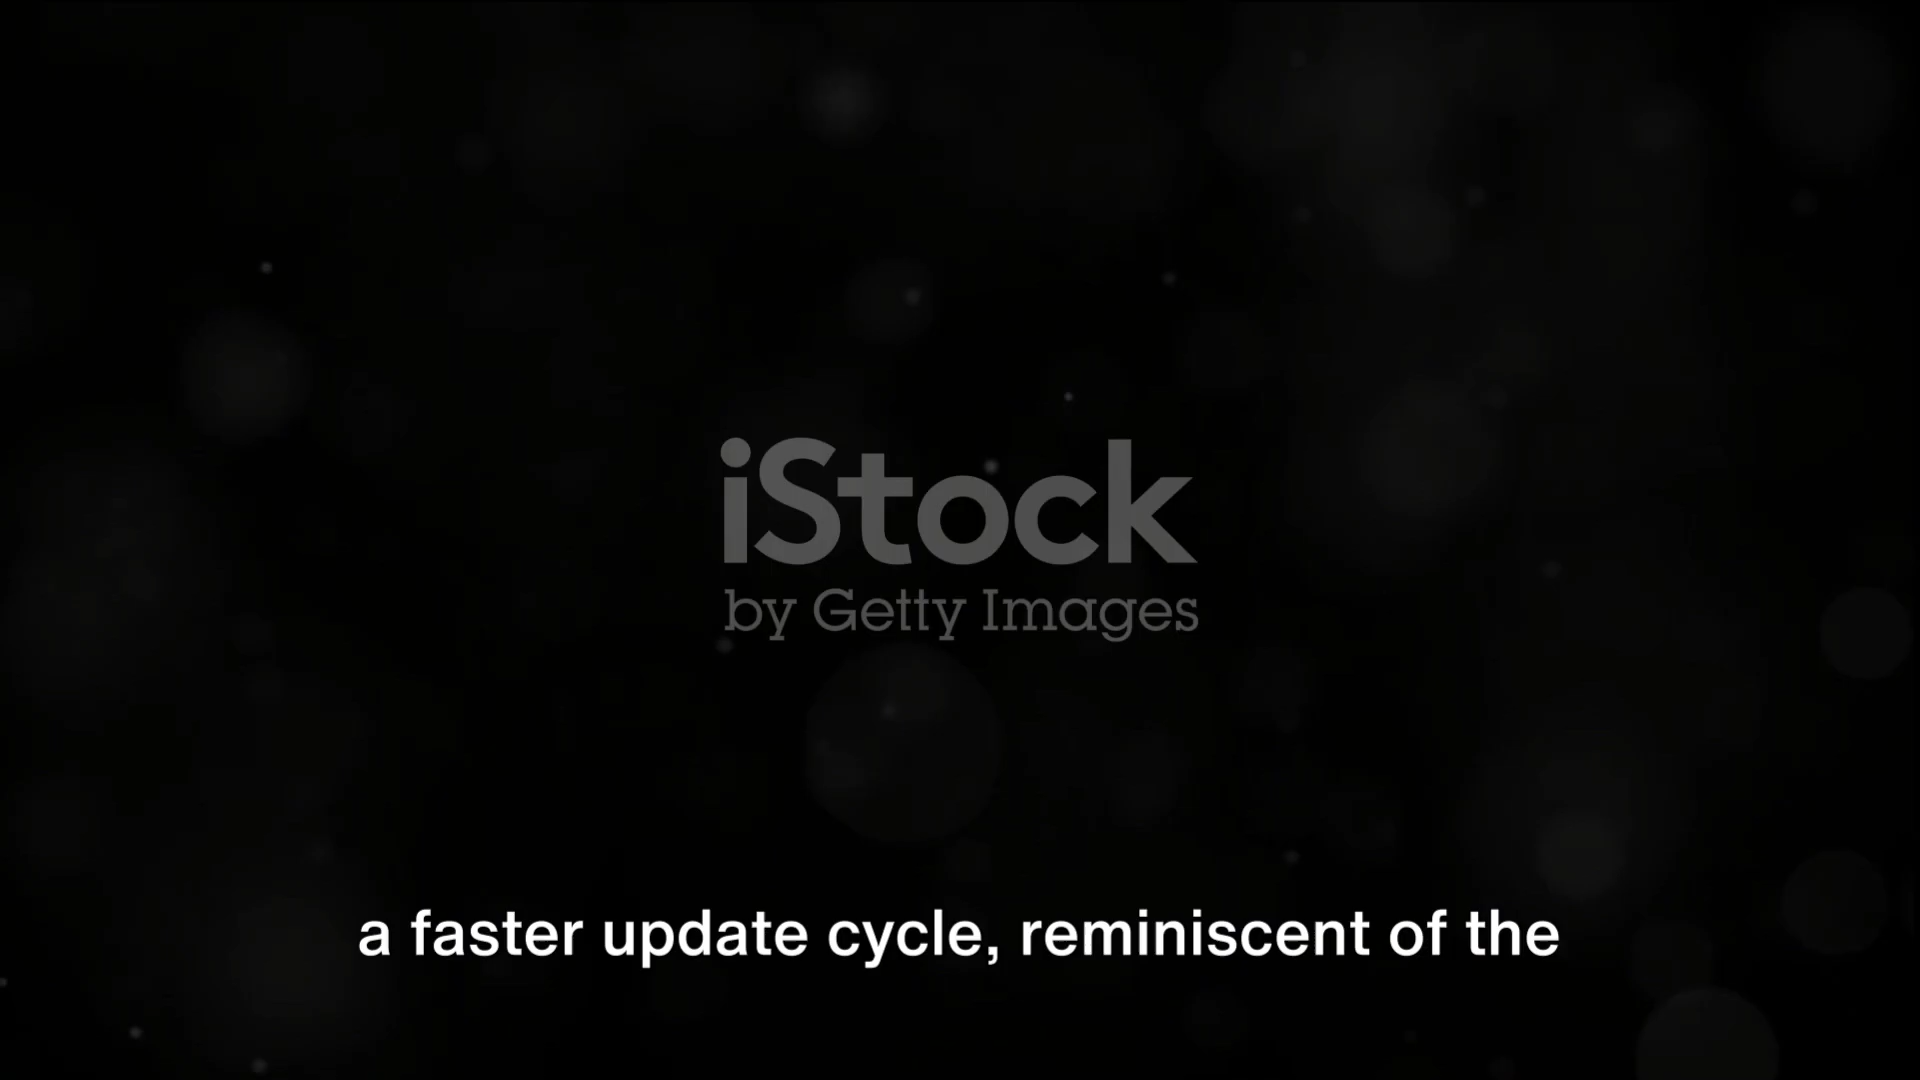 iStock
by Getty Images
a faster update cycle, reminiscent of the